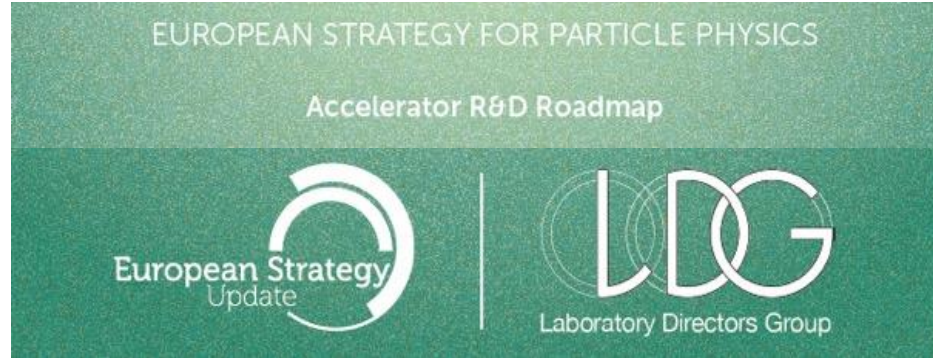 EUROPEAN STRATEGY FOR PARTICLE PHYSICS
Accelerator R&D Roadmap
European Strategy
Update
LDG
Laboratory Directors Group